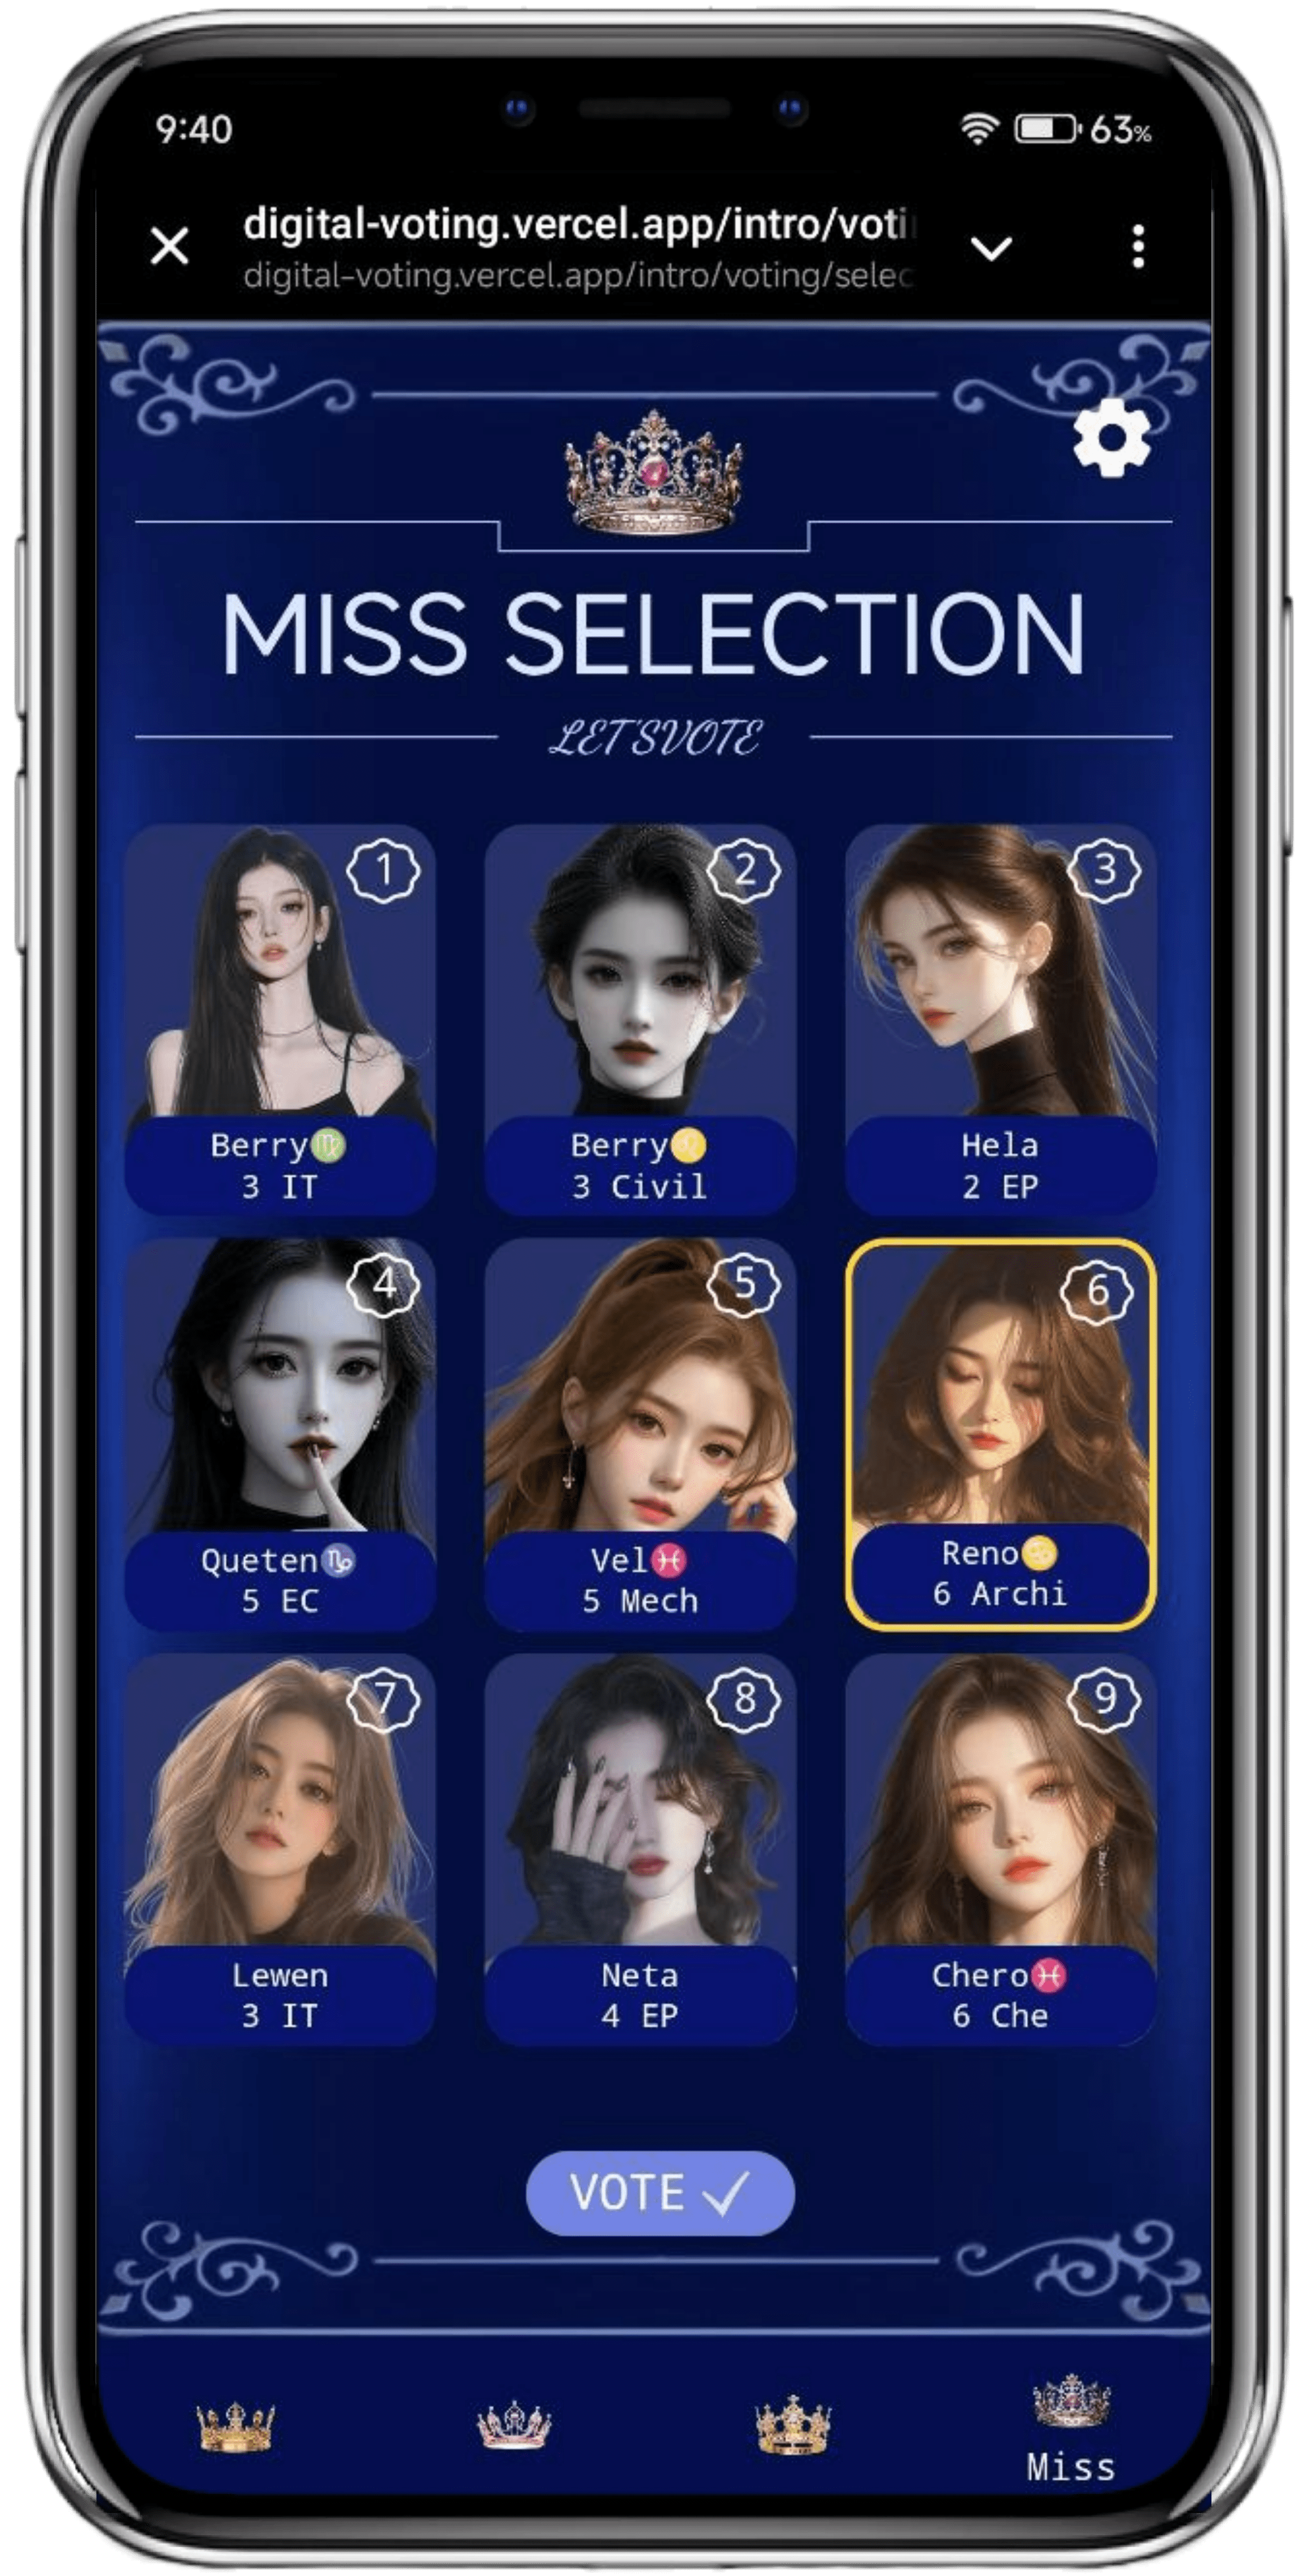 9:40
63%
digital-voting.vercel.app/intro/voti
digital-voting.vercel.app/intro/voting/selec
MISS SELECTION
LET'SVOTE
1
2
3
Berry♍
Berry♌
Hela
3 IT
3 Civil
2 EP
4
5
6
Queten♑
Vel♓
Reno♋
5 EC
5 Mech
6 Archi
7
8
9
Lewen
Neta
Chero♓
3 IT
4 EP
6 Che
VOTE ✓
Miss